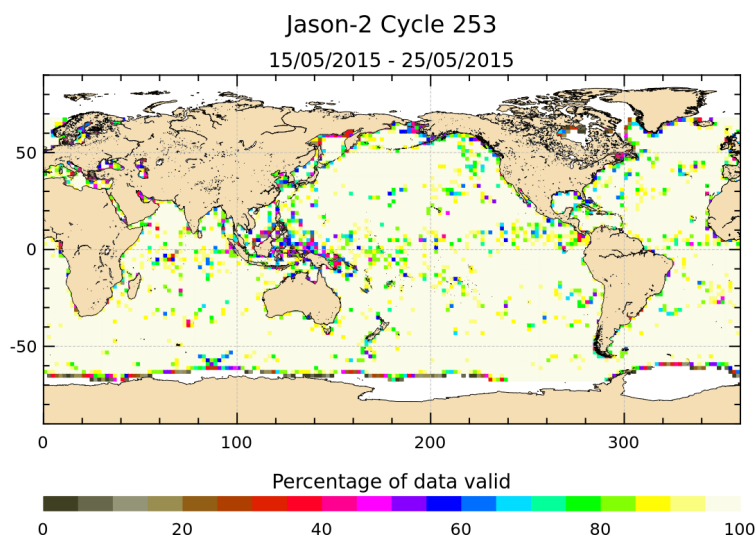 Jason-2 Cycle 253
15/05/2015 - 25/05/2015
50
0
-50
0 100 200 300
Percentage of data valid
0 20 40 60 80 100